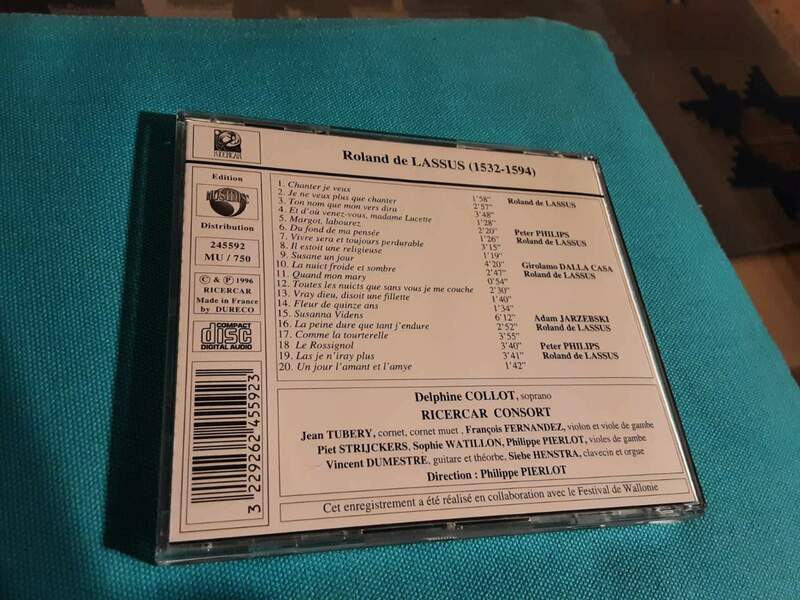 RICERCAR
Roland de LASSUS (1532-1594)
Edition
MUSIDISC
Distribution
245592
MU / 750
© & ℗ 1996
RICERCAR
Made in France
by DURECO
COMPACT
disc
DIGITAL AUDIO
3 229262 455923
1. Chanter je veux 1'58" Roland de LASSUS
2. Je ne veux plus que chanter 2'57"
3. Ton nom que mon vers dira 3'48"
4. Et d'où venez-vous, madame Lucette 1'28"
5. Margot, labourez 2'20" Peter PHILIPS
6. Du fond de ma pensée 1'26" Roland de LASSUS
7. Vivre sera et toujours perdurable 3'15"
8. Il estoit une religieuse 1'19"
9. Susane un jour 4'20" Girolamo DALLA CASA
10. La nuict froide et sombre 2'47" Roland de LASSUS
11. Quand mon mary 0'54"
12. Toutes les nuicts que sans vous je me couche 2'30"
13. Vray dieu, disoit une fillette 1'40"
14. Fleur de quinze ans 1'34"
15. Susanna Videns 6'12" Adam JARZEBSKI
16. La peine dure que tant j'endure 2'52" Roland de LASSUS
17. Comme la tourterelle 3'55"
18 Le Rossignol 3'40" Peter PHILIPS
19. Las je n'iray plus 3'41" Roland de LASSUS
20. Un jour l'amant et l'amye 1'42"
Delphine COLLOT, soprano
RICERCAR CONSORT
Jean TUBERY, cornet, cornet muet , François FERNANDEZ, violon et viole de gambe
Piet STRIJCKERS, Sophie WATILLON, Philippe PIERLOT, violes de gambe
Vincent DUMESTRE, guitare et théorbe, Siebe HENSTRA, clavecin et orgue
Direction : Philippe PIERLOT
Cet enregistrement a été réalisé en collaboration avec le Festival de Wallonie